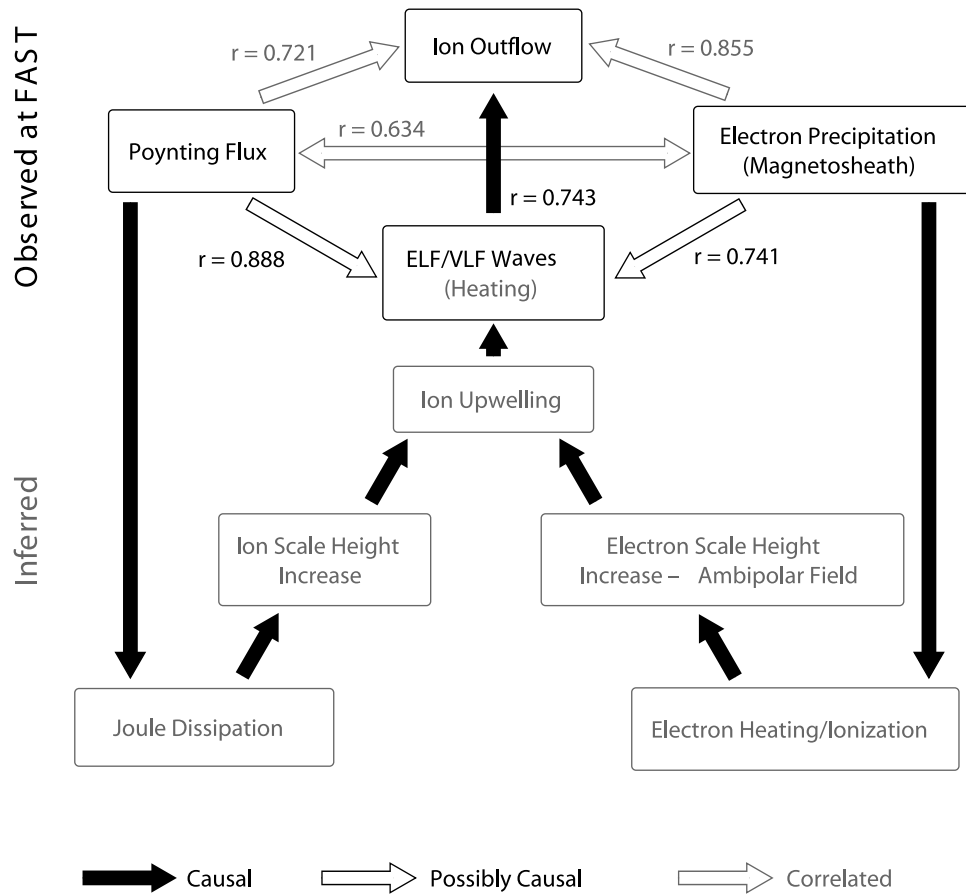 Observed at FAST
Inferred
Ion Outflow
r = 0.721
r = 0.855
Poynting Flux
r = 0.634
Electron Precipitation
(Magnetosheath)
r = 0.743
r = 0.888
ELF/VLF Waves
(Heating)
r = 0.741
Ion Upwelling
Ion Scale Height
Increase
Electron Scale Height
Increase – Ambipolar Field
Joule Dissipation
Electron Heating/Ionization
Causal
Possibly Causal
Correlated